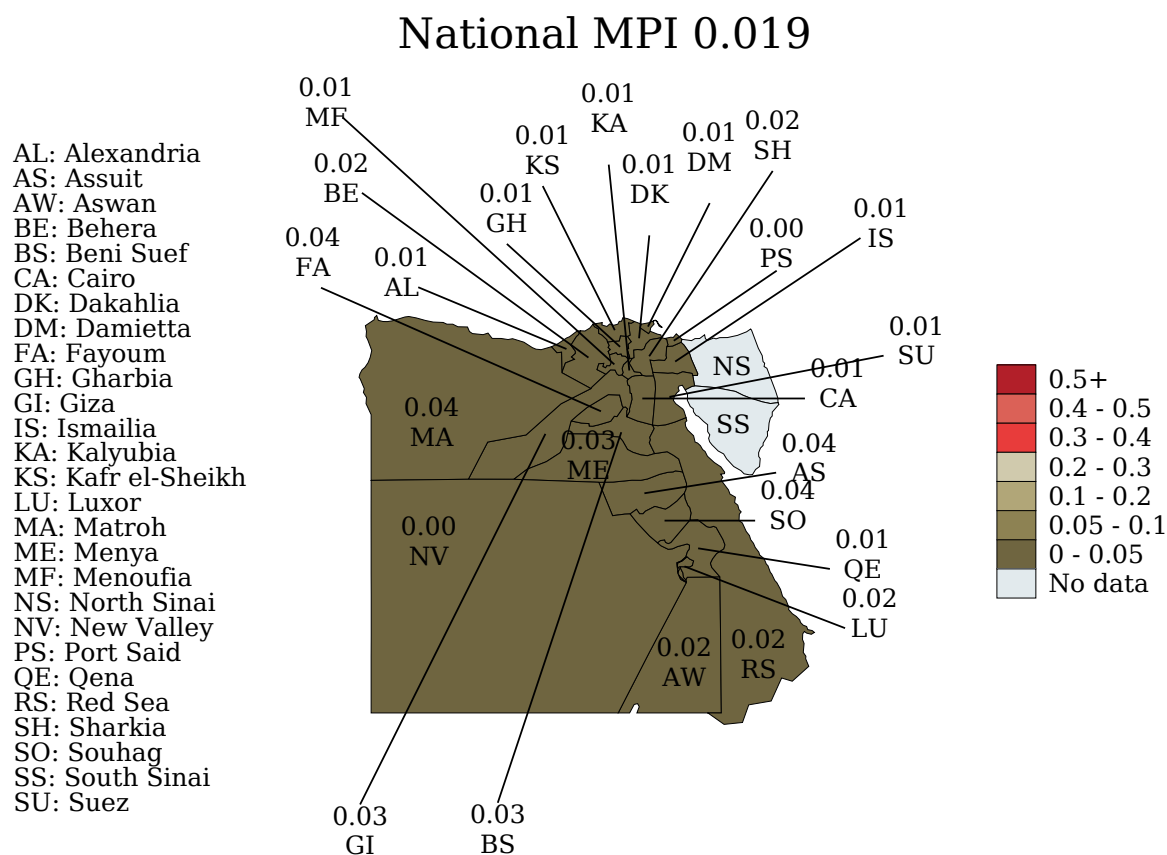 National MPI 0.019
AL: Alexandria
AS: Assuit
AW: Aswan
BE: Behera
BS: Beni Suef
CA: Cairo
DK: Dakahlia
DM: Damietta
FA: Fayoum
GH: Gharbia
GI: Giza
IS: Ismailia
KA: Kalyubia
KS: Kafr el-Sheikh
LU: Luxor
MA: Matroh
ME: Menya
MF: Menoufia
NS: North Sinai
NV: New Valley
PS: Port Said
QE: Qena
RS: Red Sea
SH: Sharkia
SO: Souhag
SS: South Sinai
SU: Suez
0.01
MF
0.02
BE
0.04
FA
0.01
AL
0.01
GH
0.01
KS
0.01
KA
0.01
DK
0.01
DM
0.02
SH
0.00
PS
0.01
IS
0.01
SU
0.01
CA
NS
SS
0.04
MA
0.03
ME
0.04
AS
0.04
SO
0.00
NV
0.01
QE
0.02
LU
0.02
AW
0.02
RS
0.03
GI
0.03
BS
0.5+
0.4 - 0.5
0.3 - 0.4
0.2 - 0.3
0.1 - 0.2
0.05 - 0.1
0 - 0.05
No data